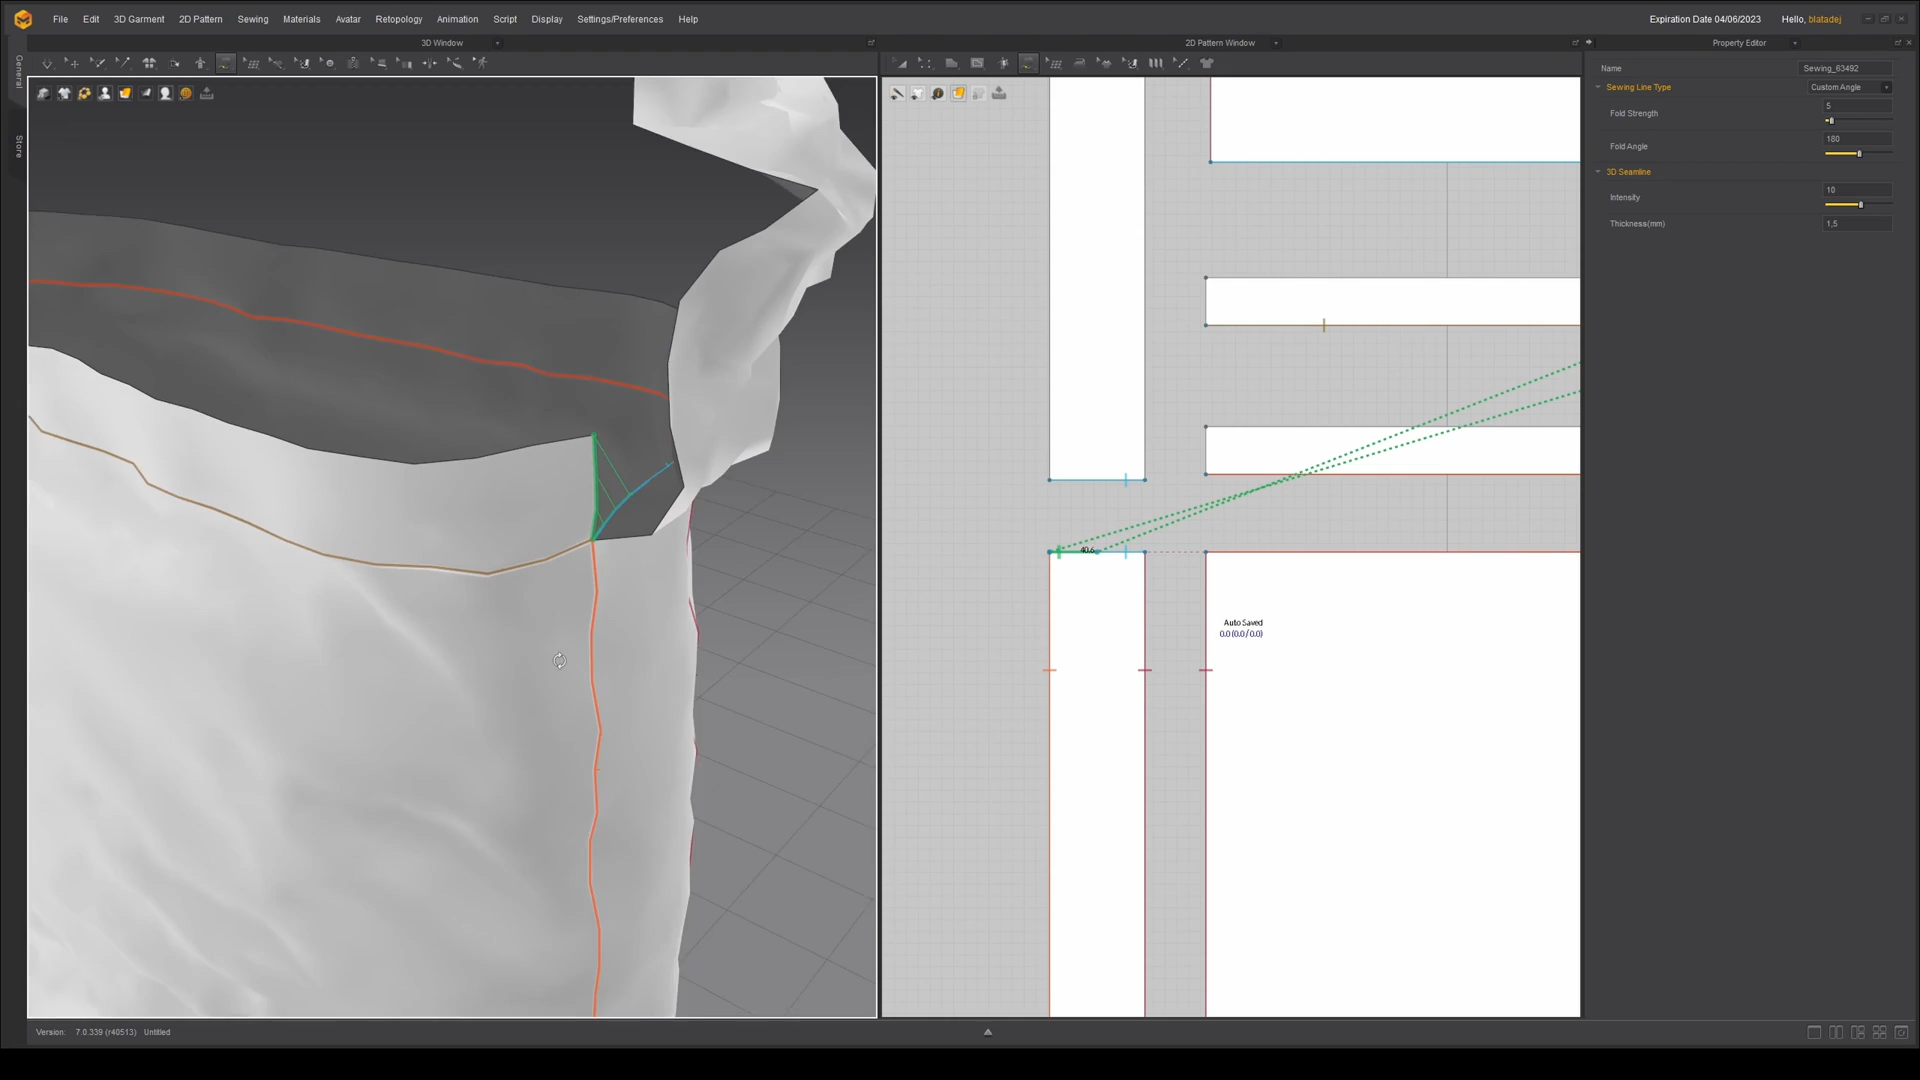 File Edit 3D Garment 2D Pattern Sewing Materials Avatar Retopology Animation Script Display Settings/Preferences Help
Expiration Date 04/06/2023 Hello, blatadej
3D Window
2D Pattern Window
Property Editor
General
Store
Name Sewing_63492
Sewing Line Type Custom Angle
Fold Strength 5
Fold Angle 180
3D Seamline
Intensity 10
Thickness(mm) 1,5
40.6
Auto Saved
0.0 (0.0 / 0.0)
Version: 7.0.339 (r40513) Untitled